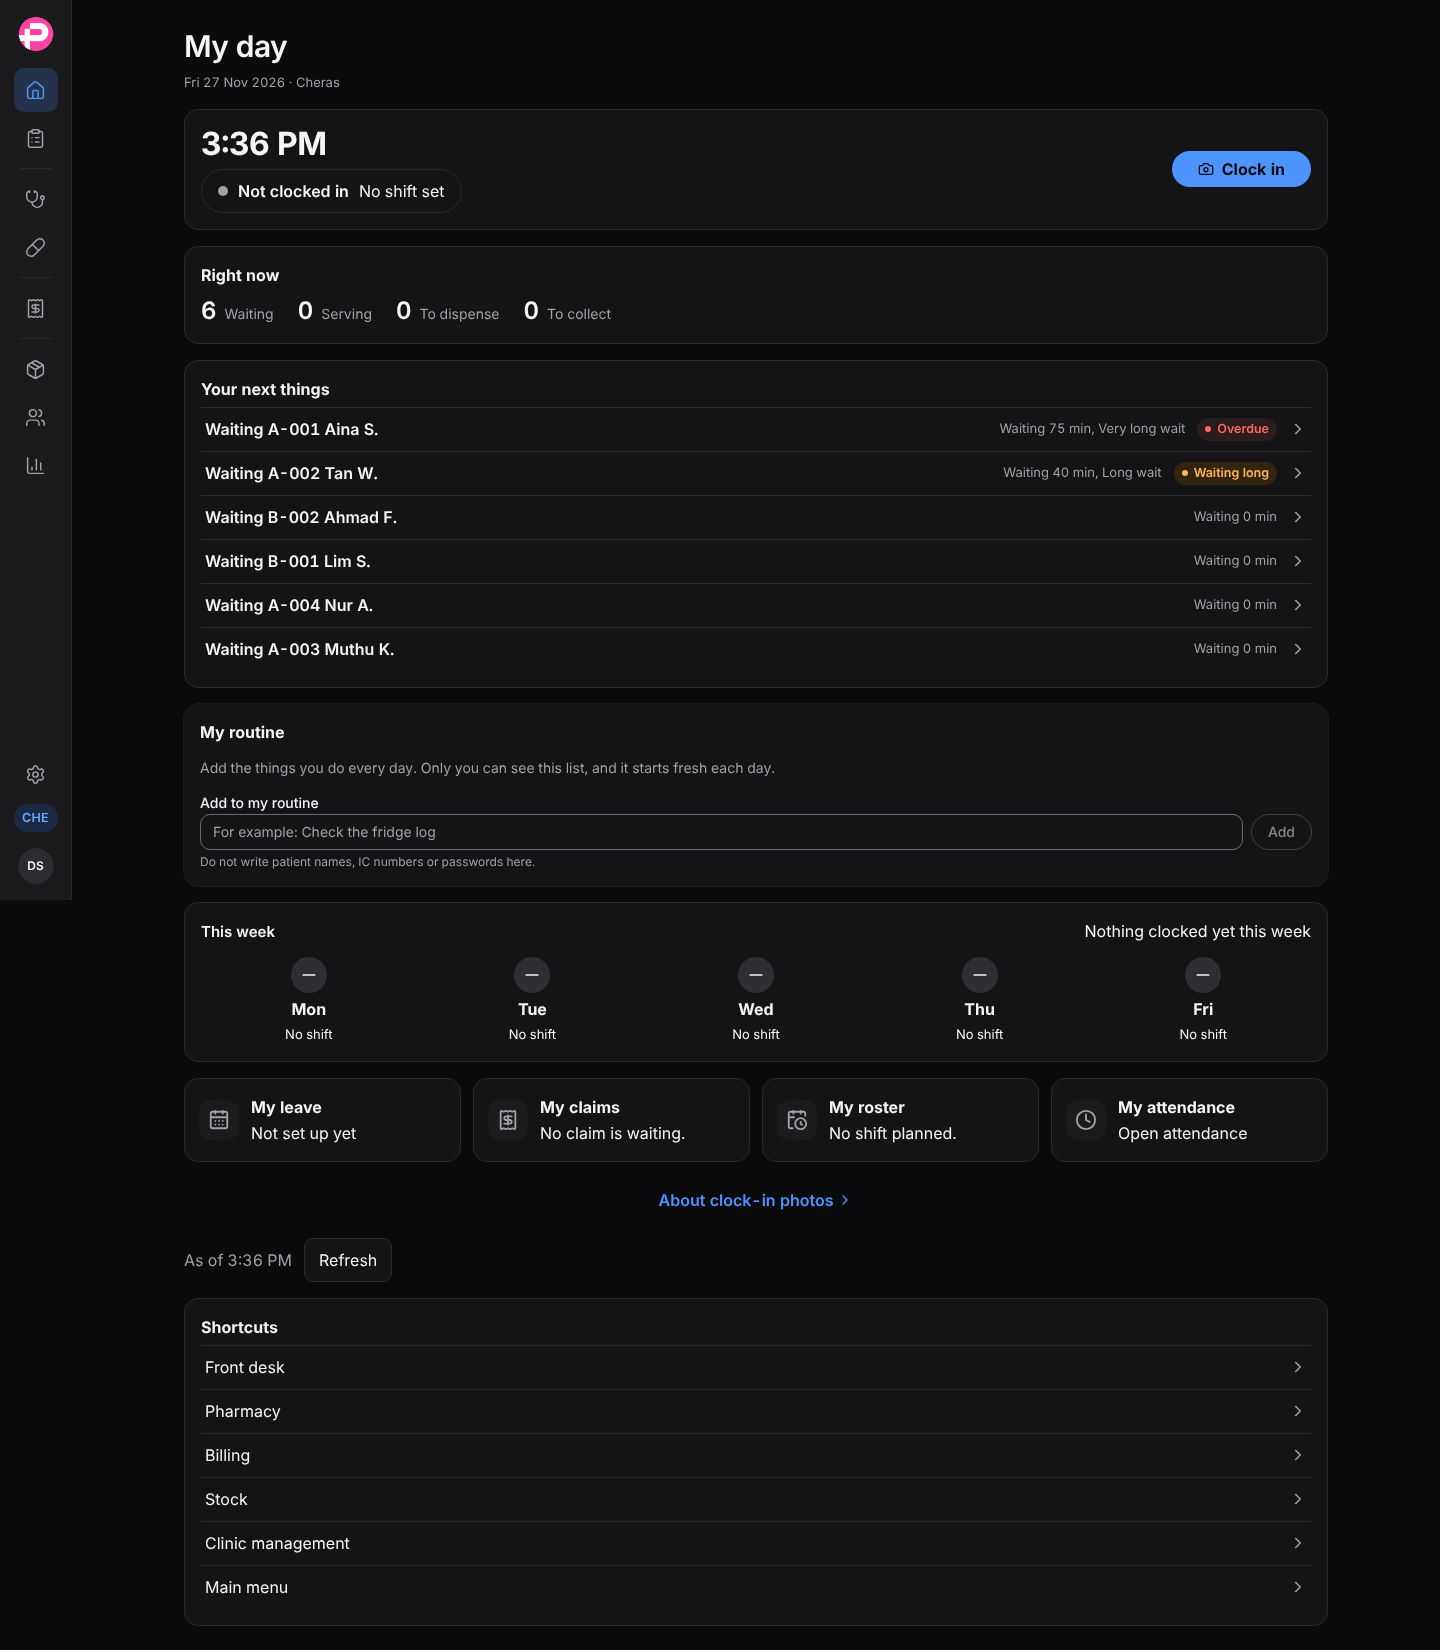 My day
Fri 27 Nov 2026 · Cheras
3:36 PM
Not clocked in No shift set
Clock in
Right now
6 Waiting 0 Serving 0 To dispense 0 To collect
Your next things
Waiting A-001 Aina S. Waiting 75 min, Very long wait Overdue
Waiting A-002 Tan W. Waiting 40 min, Long wait Waiting long
Waiting B-002 Ahmad F. Waiting 0 min
Waiting B-001 Lim S. Waiting 0 min
Waiting A-004 Nur A. Waiting 0 min
Waiting A-003 Muthu K. Waiting 0 min
My routine
Add the things you do every day. Only you can see this list, and it starts fresh each day.
Add to my routine
For example: Check the fridge log Add
Do not write patient names, IC numbers or passwords here.
CHE
DS
This week Nothing clocked yet this week
Mon Tue Wed Thu Fri
No shift No shift No shift No shift No shift
My leave My claims My roster My attendance
Not set up yet No claim is waiting. No shift planned. Open attendance
About clock-in photos
As of 3:36 PM Refresh
Shortcuts
Front desk
Pharmacy
Billing
Stock
Clinic management
Main menu